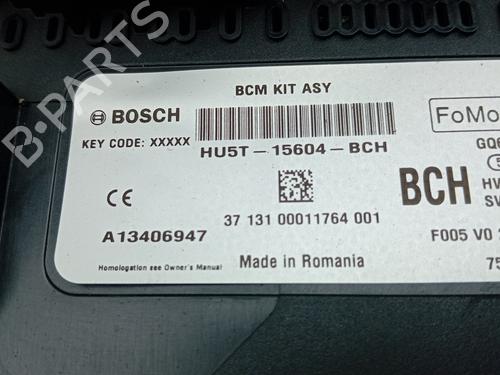 BCM KIT ASY
BOSCH
KEY CODE: XXXXX
HU5T-15604-BCH
FoMo
GQ6
BCH
HV
SV
CE
37 131 00011764 001
A13406947
F005 V0
Homologation see Owner's Manual
Made in Romania
75
B-PARTS